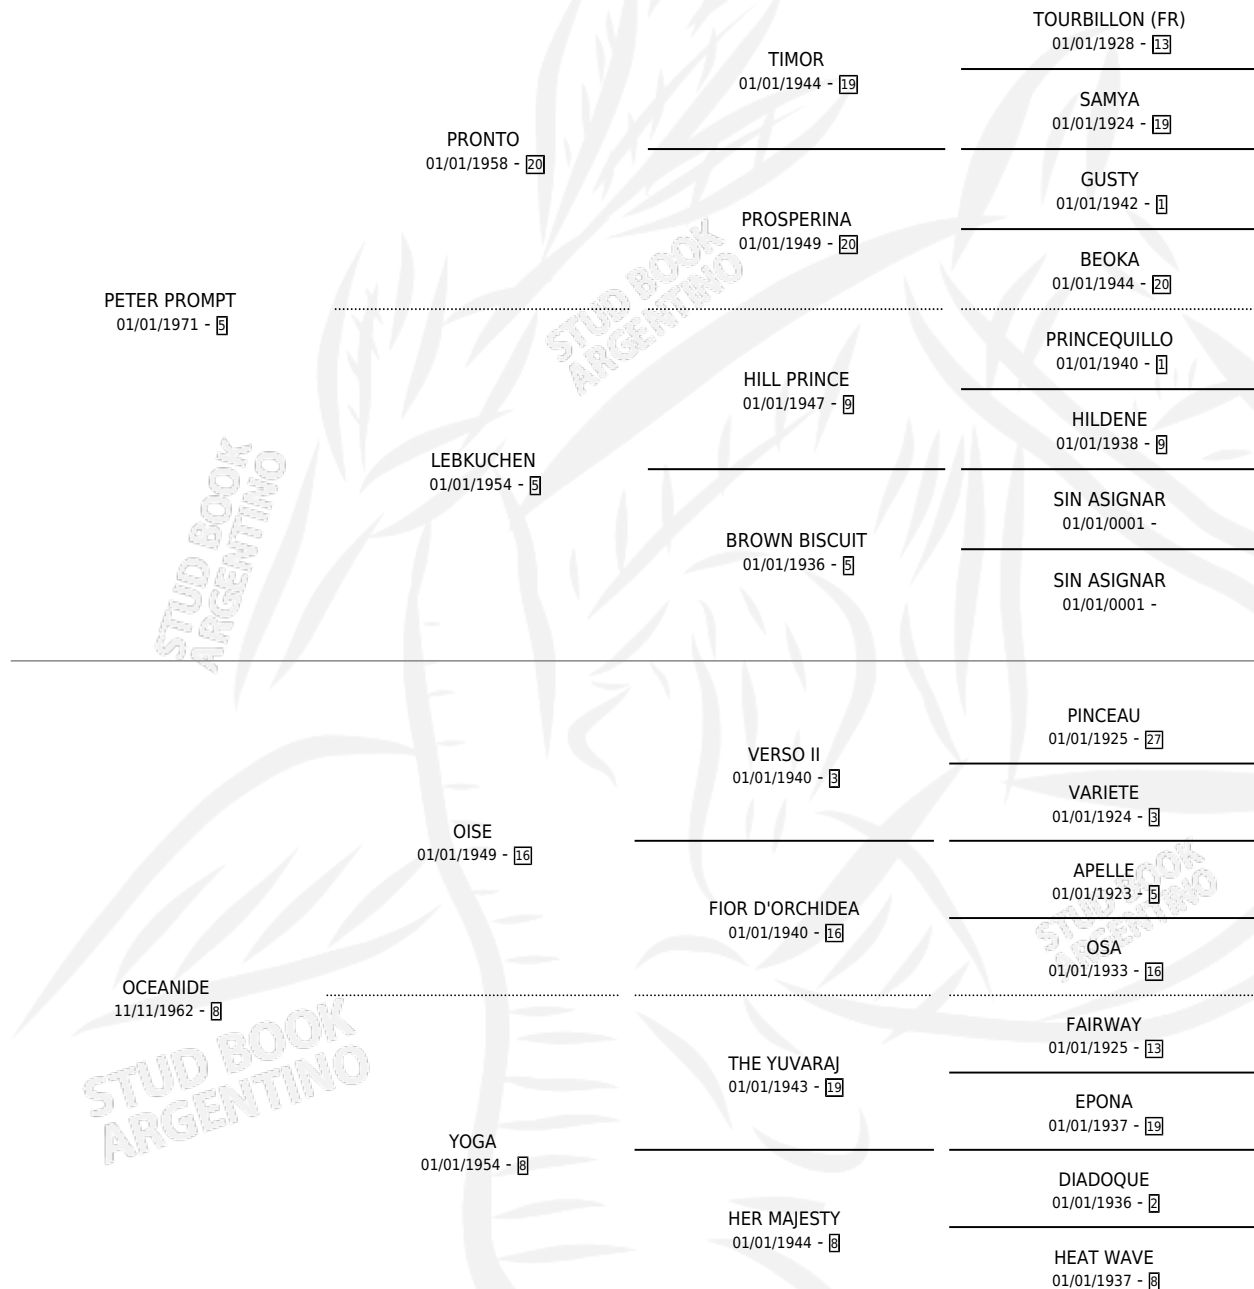 TOURBILLON (FR)
01/01/1928 - 13
TIMOR
01/01/1944 - 19
SAMYA
01/01/1924 - 19
PRONTO
01/01/1958 - 20
GUSTY
01/01/1942 - 1
PROSPERINA
01/01/1949 - 20
BEOKA
01/01/1944 - 20
PETER PROMPT
01/01/1971 - 5
PRINCEQUILLO
01/01/1940 - 1
HILL PRINCE
01/01/1947 - 9
HILDENE
01/01/1938 - 9
LEBKUCHEN
01/01/1954 - 5
SIN ASIGNAR
01/01/0001 -
BROWN BISCUIT
01/01/1936 - 5
SIN ASIGNAR
01/01/0001 -
STUD BOOK
ARGENTINO
STUD BOOK
ARGENTINO
PINCEAU
01/01/1925 - 27
VERSO II
01/01/1940 - 3
VARIETE
01/01/1924 - 3
OISE
01/01/1949 - 16
APELLE
01/01/1923 - 5
FIOR D'ORCHIDEA
01/01/1940 - 16
OSA
01/01/1933 - 16
OCEANIDE
11/11/1962 - 8
FAIRWAY
01/01/1925 - 13
THE YUVARAJ
01/01/1943 - 19
EPONA
01/01/1937 - 19
YOGA
01/01/1954 - 8
DIADOQUE
01/01/1936 - 2
HER MAJESTY
01/01/1944 - 8
HEAT WAVE
01/01/1937 - 8
STUD BOOK
ARGENTINO
STUD BOOK
ARGENTINO